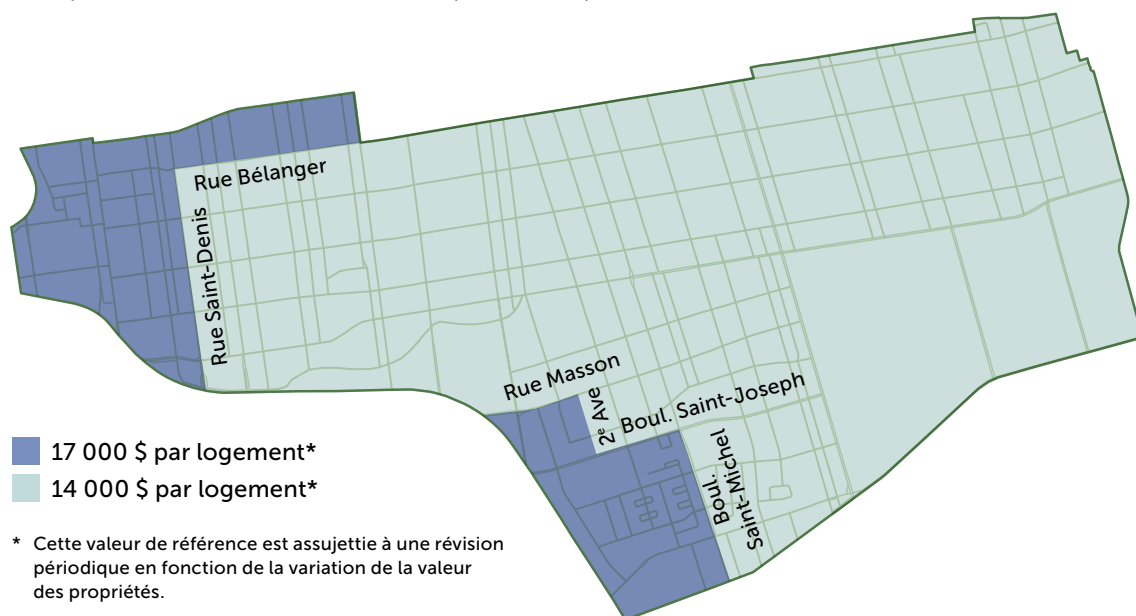 Rue Bélanger
Rue Saint-Denis
Rue Masson
2e Ave
Boul. Saint-Joseph
Boul.
Saint-Michel
17 000 $ par logement*
14 000 $ par logement*
* Cette valeur de référence est assujettie à une révision
périodique en fonction de la variation de la valeur
des propriétés.